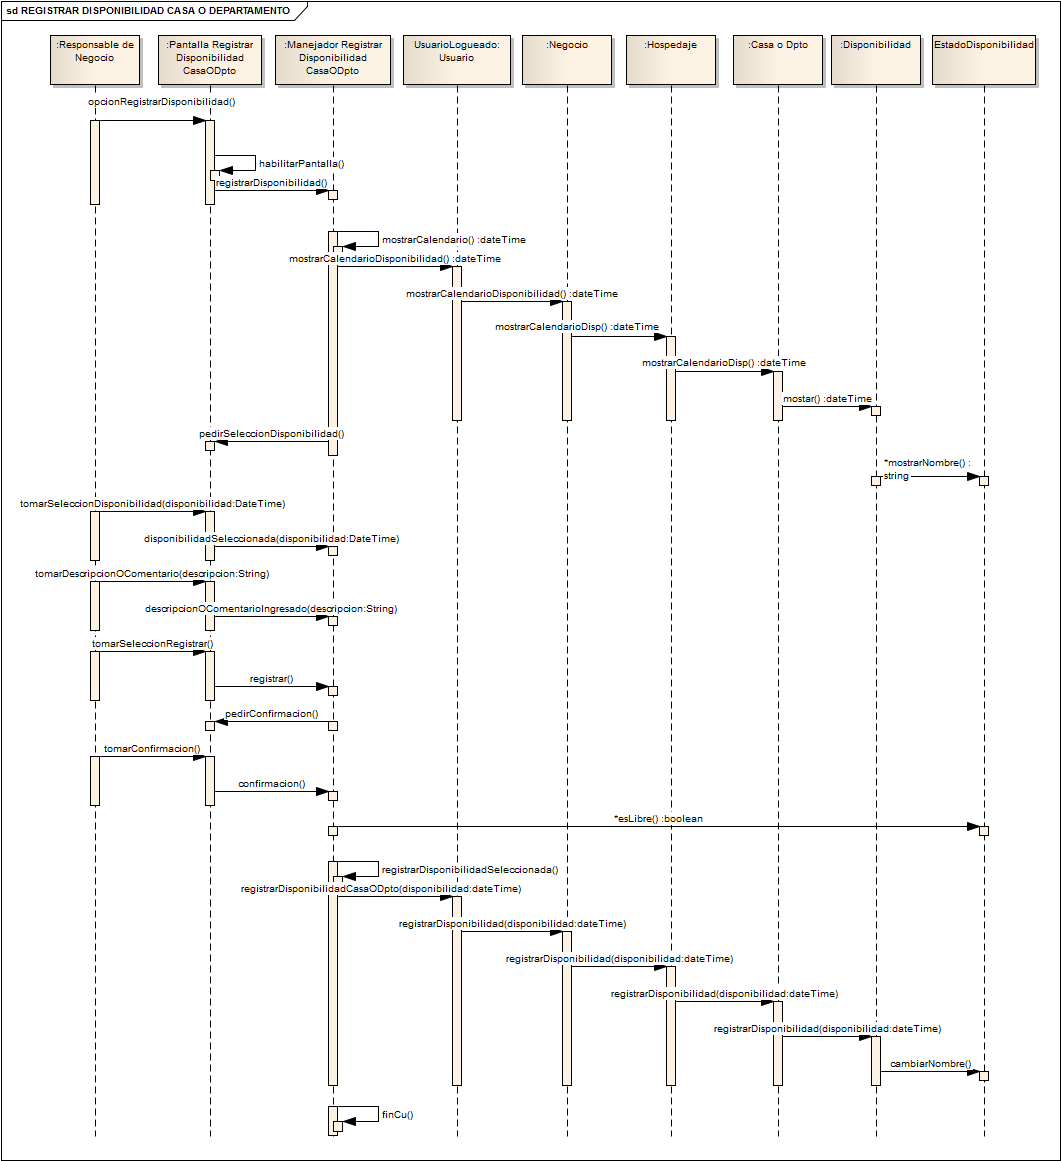 sd REGISTRAR DISPONIBILIDAD CASA O DEPARTAMENTO
:Responsable de
Negocio
:Pantalla Registrar
Disponibilidad
CasaODpto
:Manejador Registrar
Disponibilidad
CasaODpto
UsuarioLogueado:
Usuario
:Negocio
:Hospedaje
:Casa o Dpto
:Disponibilidad
EstadoDisponibilidad
opcionRegistrarDisponibilidad()
habilitarPantalla()
registrarDisponibilidad()
mostrarCalendario() :dateTime
mostrarCalendarioDisponibilidad() :dateTime
mostrarCalendarioDisponibilidad() :dateTime
mostrarCalendarioDisp() :dateTime
mostrarCalendarioDisp() :dateTime
mostar() :dateTime
pedirSeleccionDisponibilidad()
*mostrarNombre() :
string
tomarSeleccionDisponibilidad(disponibilidad:DateTime)
disponibilidadSeleccionada(disponibilidad:DateTime)
tomarDescripcionOComentario(descripcion:String)
descripcionOComentarioIngresado(descripcion:String)
tomarSeleccionRegistrar()
registrar()
pedirConfirmacion()
tomarConfirmacion()
confirmacion()
*esLibre() :boolean
registrarDisponibilidadSeleccionada()
registrarDisponibilidadCasaODpto(disponibilidad:dateTime)
registrarDisponibilidad(disponibilidad:dateTime)
registrarDisponibilidad(disponibilidad:dateTime)
registrarDisponibilidad(disponibilidad:dateTime)
registrarDisponibilidad(disponibilidad:dateTime)
cambiarNombre()
finCu()